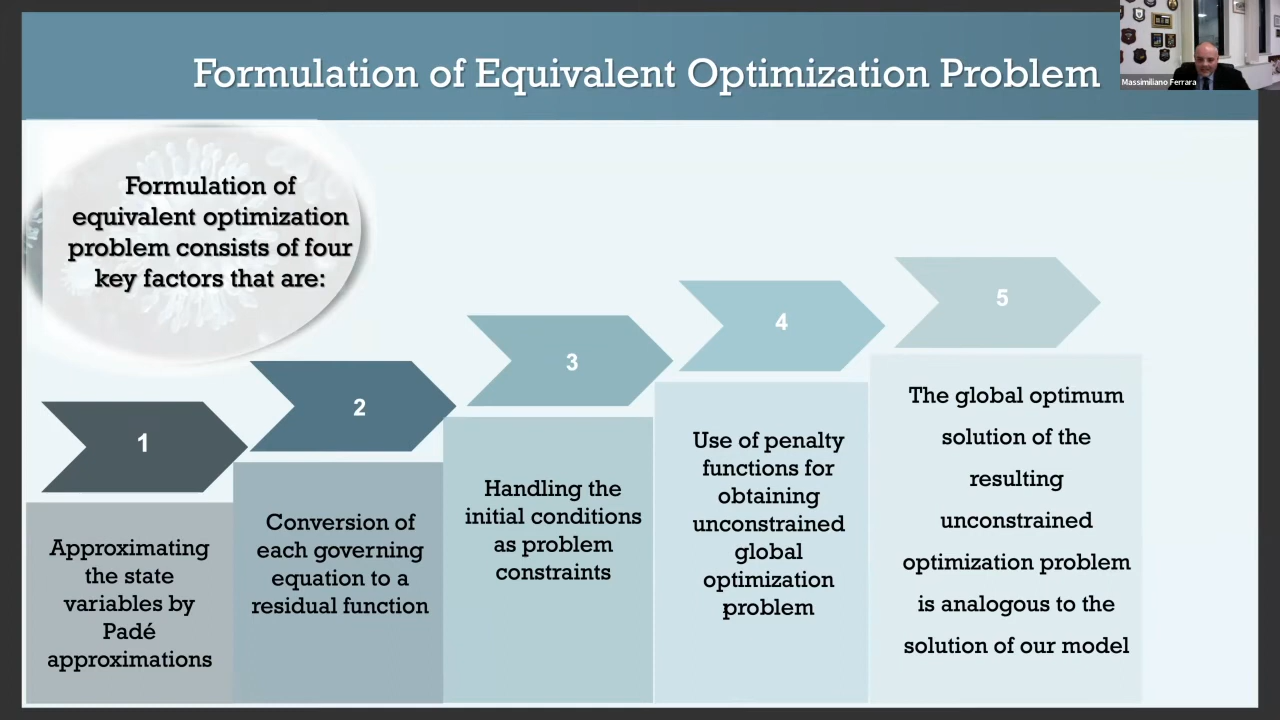 Formulation of Equivalent Optimization Problem
Massimiliano Ferrara
Formulation of
equivalent optimization
problem consists of four
key factors that are:
1
Approximating
the state
variables by
Padé
approximations
2
Conversion of
each governing
equation to a
residual function
3
Handling the
initial conditions
as problem
constraints
4
Use of penalty
functions for
obtaining
unconstrained
global
optimization
problem
5
The global optimum
solution of the
resulting
unconstrained
optimization problem
is analogous to the
solution of our model